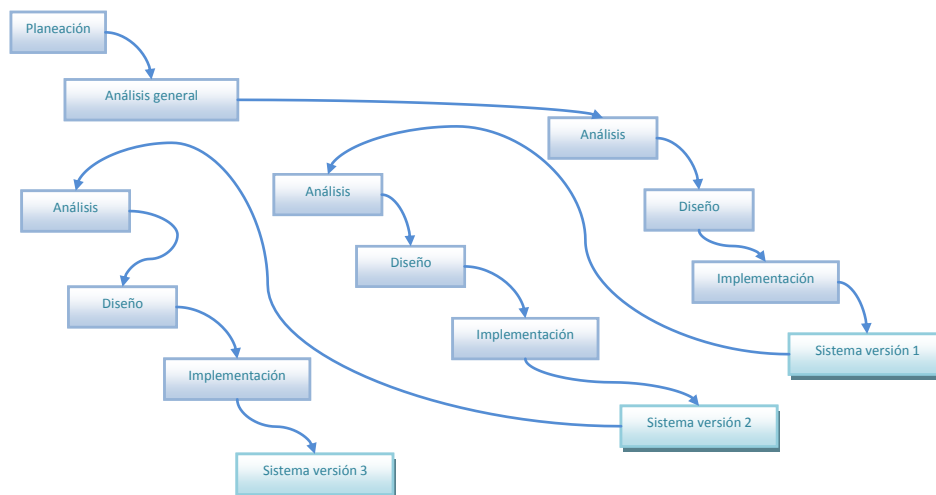 Planeación
Análisis general
Análisis
Diseño
Implementación
Sistema versión 1
Análisis
Diseño
Implementación
Sistema versión 2
Análisis
Diseño
Implementación
Sistema versión 3